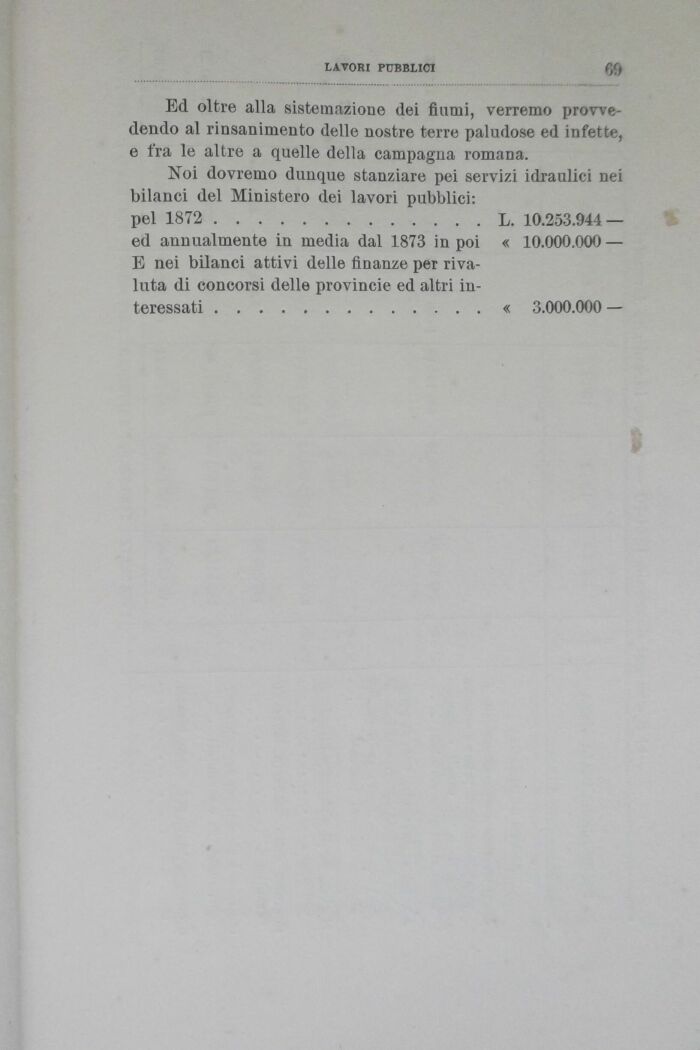 LAVORI PUBBLICI 69
Ed oltre alla sistemazione dei fiumi, verremo provve-
dendo al rinsanimento delle nostre terre paludose ed infette,
e fra le altre a quelle della campagna romana.
Noi dovremo dunque stanziare pei servizi idraulici nei
bilanci del Ministero dei lavori pubblici:
pel 1872 . . . . . . . . . . . . . L. 10.253.944 —
ed annualmente in media dal 1873 in poi « 10.000.000 —
E nei bilanci attivi delle finanze per riva-
luta di concorsi delle provincie ed altri in-
teressati . . . . . . . . . . . . . « 3.000.000 —